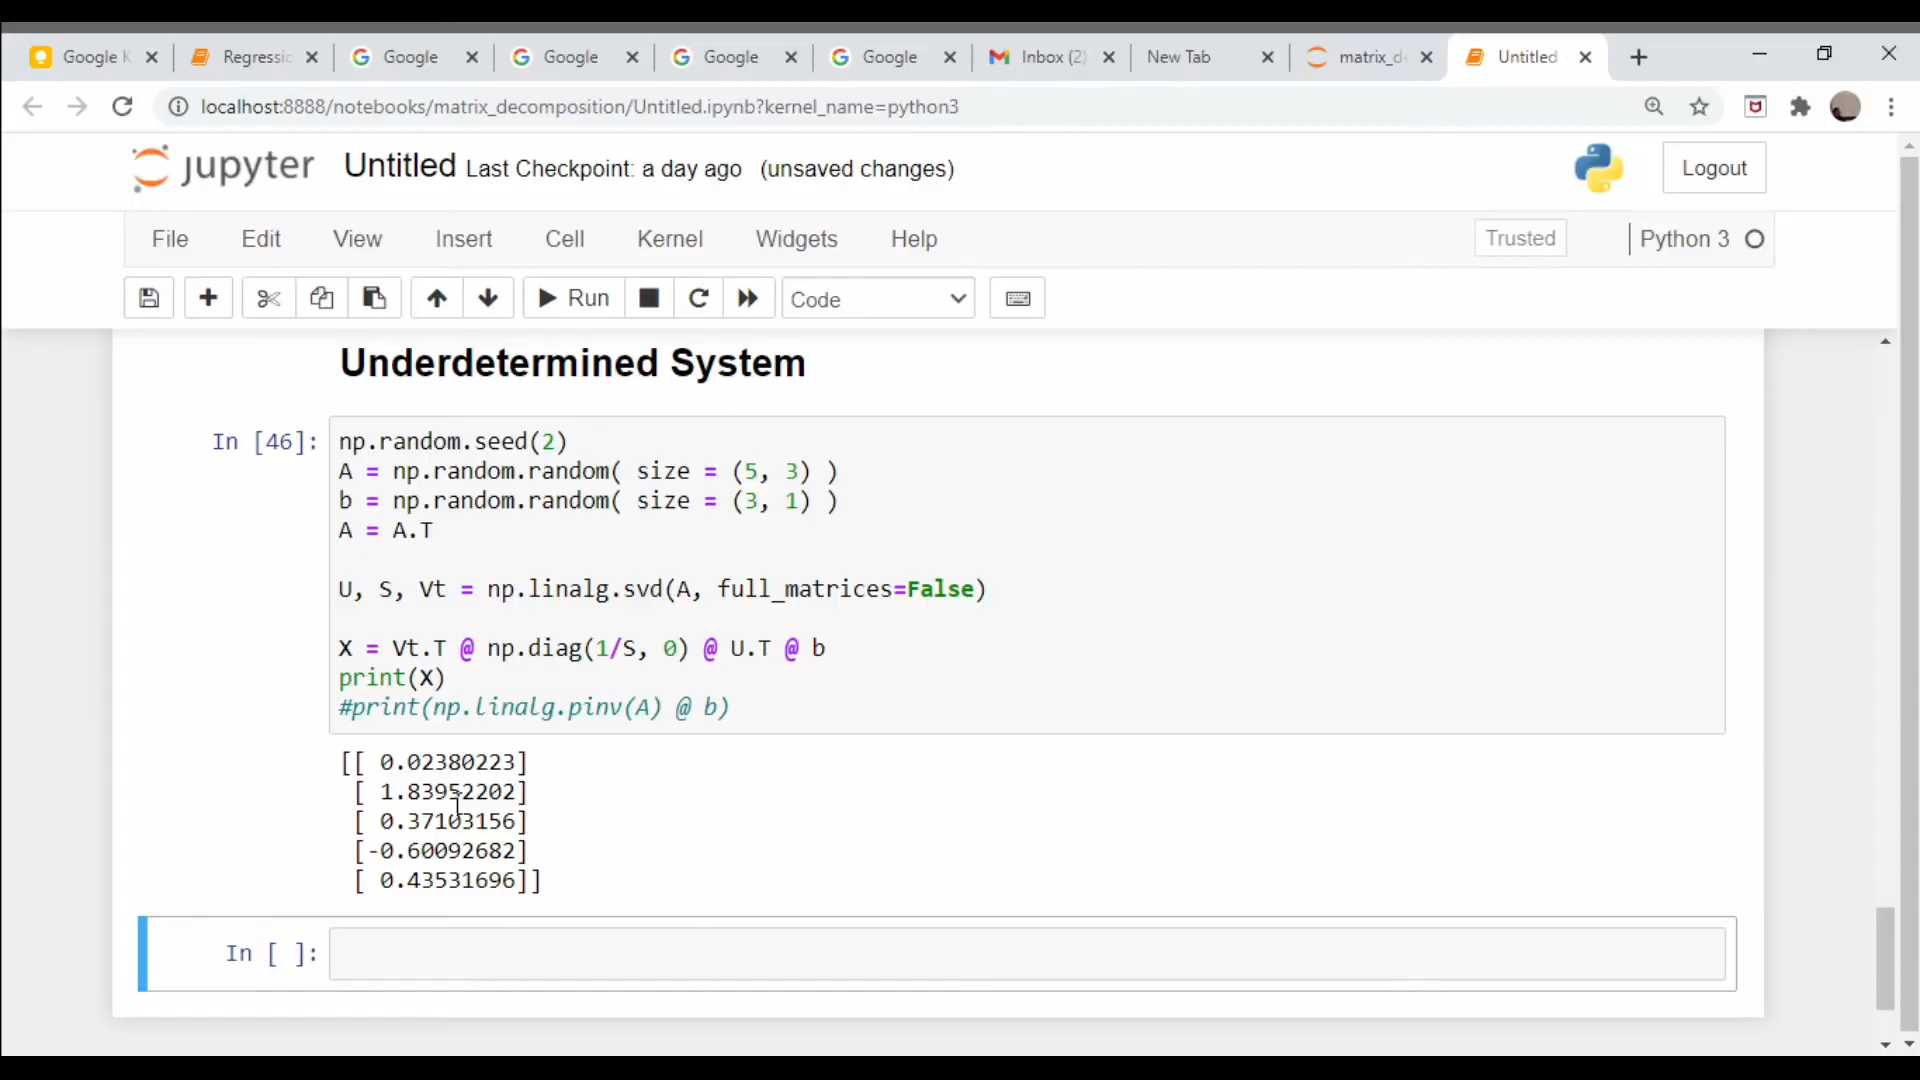 Google K
Regressio
Google
Google
Google
Google
Inbox (2)
New Tab
matrix_d
Untitled
localhost:8888/notebooks/matrix_decomposition/Untitled.ipynb?kernel_name=python3
jupyter Untitled Last Checkpoint: a day ago (unsaved changes)
Logout
File Edit View Insert Cell Kernel Widgets Help
Trusted
Python 3
Run
Code
Underdetermined System
In [46]:
np.random.seed(2)
A = np.random.random( size = (5, 3) )
b = np.random.random( size = (3, 1) )
A = A.T
U, S, Vt = np.linalg.svd(A, full_matrices=False)
X = Vt.T @ np.diag(1/S, 0) @ U.T @ b
print(X)
#print(np.linalg.pinv(A) @ b)
[[ 0.02380223]
[ 1.83952202]
[ 0.37103156]
[-0.60092682]
[ 0.43531696]]
In [ ]: